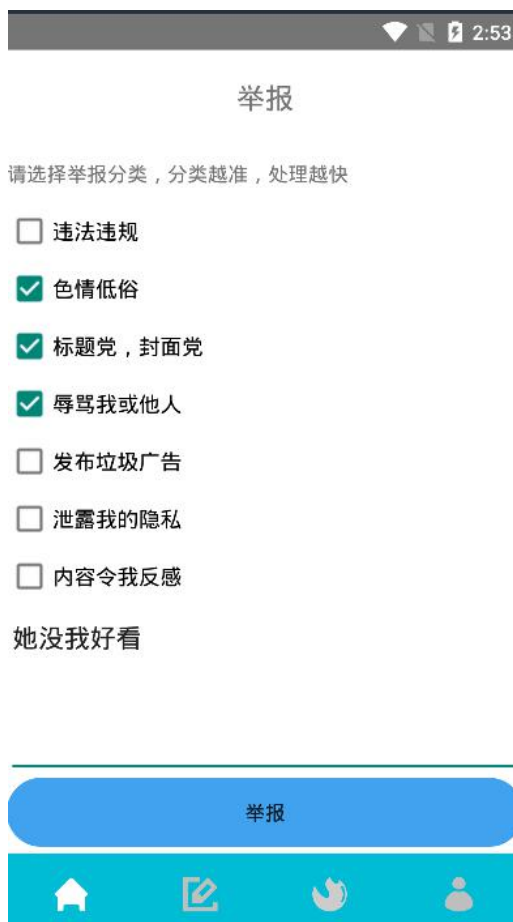 2:53
举报
请选择举报分类，分类越准，处理越快
违法违规
色情低俗
标题党，封面党
辱骂我或他人
发布垃圾广告
泄露我的隐私
内容令我反感
她没我好看
举报